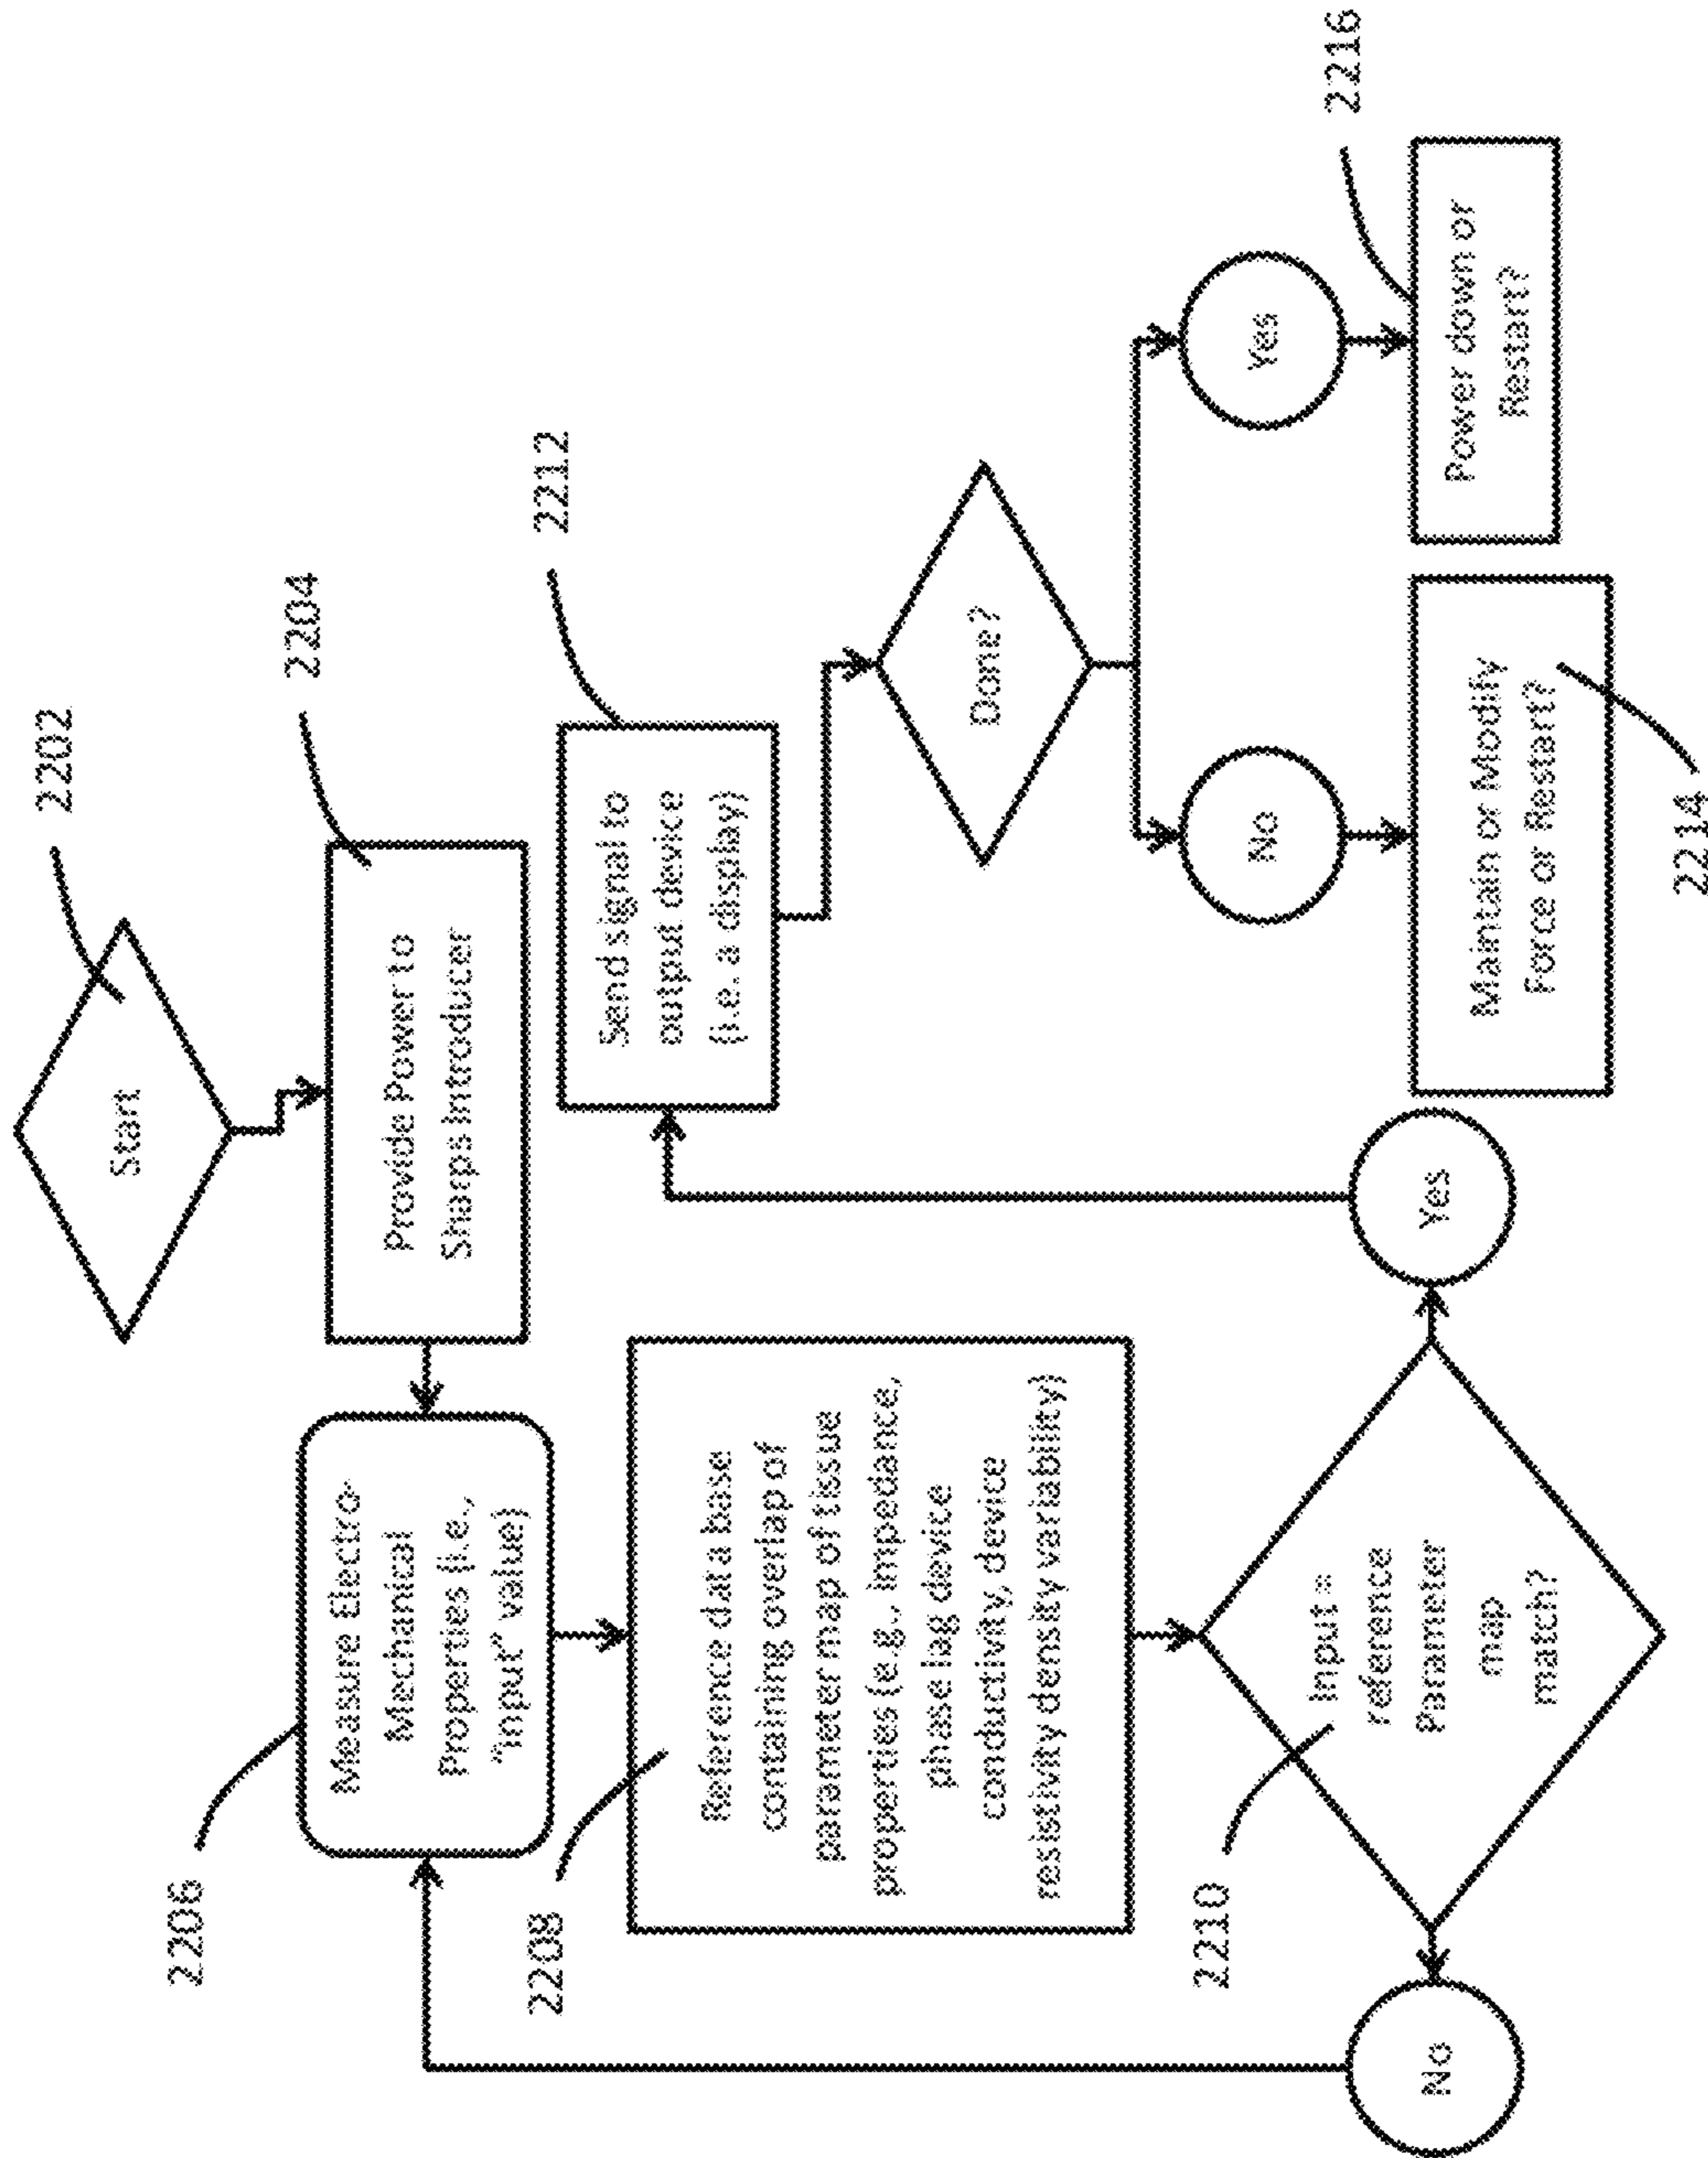 2202
Start
2204
Provide Power to
Sharps Introducer
2206
Measure Electro-
Mechanical
Properties (i.e.,
"input" value)
2208
Reference data base
containing overlap of
parameter map of tissue
properties (e.g., impedance,
phase lag device
conductivity, device
resistivity density variability)
2210
Input =
reference
Parameter
map
match?
No
Yes
2212
Send signal to
output device
(i.e. a display)
Done?
No
Yes
Maintain or Modify
Force or Restart?
2214
Power down or
Restart?
2216